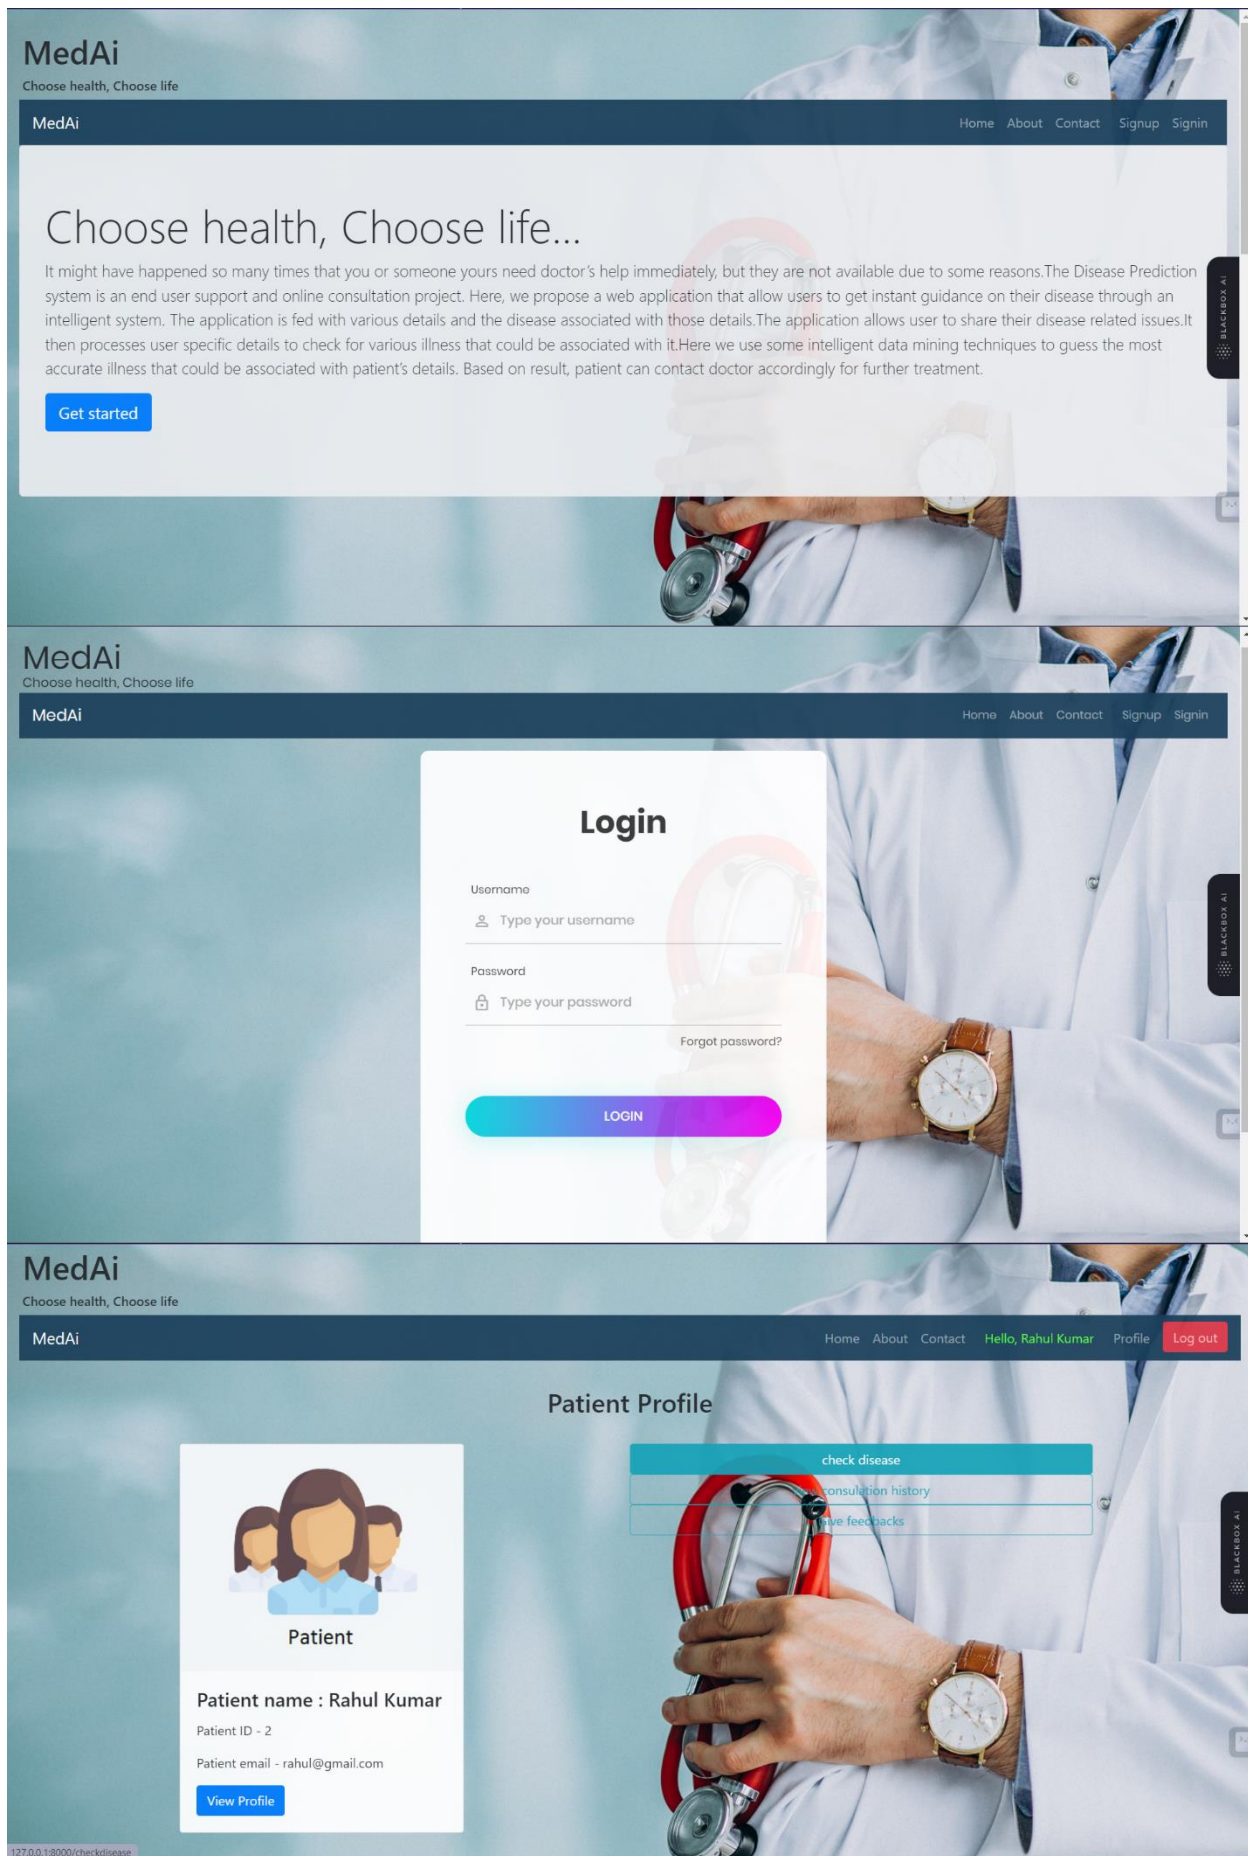 MedAi
Choose health, Choose life
MedAi
Home About Contact Signup Signin
Choose health, Choose life...
It might have happened so many times that you or someone yours need doctor's help immediately, but they are not available due to some reasons.The Disease Prediction
system is an end user support and online consultation project. Here, we propose a web application that allow users to get instant guidance on their disease through an
intelligent system. The application is fed with various details and the disease associated with those details.The application allows user to share their disease related issues.It
then processes user specific details to check for various illness that could be associated with it.Here we use some intelligent data mining techniques to guess the most
accurate illness that could be associated with patient's details. Based on result, patient can contact doctor accordingly for further treatment.
Get started
BLACKBOX AI
MedAi
Choose health, Choose life
MedAi
Home About Contact Signup Signin
Login
Username
Type your username
Password
Type your password
Forgot password?
LOGIN
BLACKBOX AI
MedAi
Choose health, Choose life
MedAi
Home About Contact Hello, Rahul Kumar Profile Log out
Patient Profile
check disease
consulation history
Give feedbacks
Patient
Patient name : Rahul Kumar
Patient ID - 2
Patient email - rahul@gmail.com
View Profile
BLACKBOX AI
127.0.0.1:8000/checkdisease